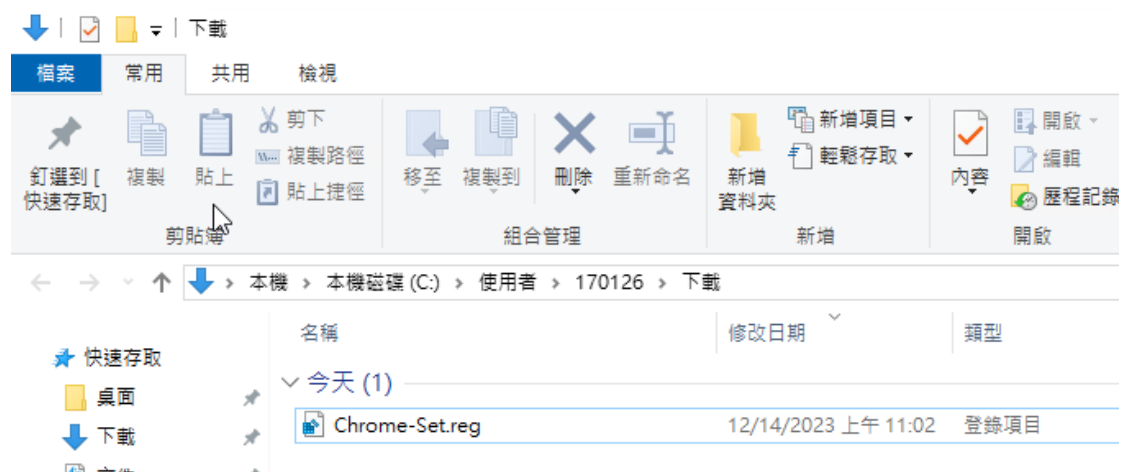 下載
檔案 常用 共用 檢視
釘選到 [快速存取]
複製
貼上
剪下
複製路徑
貼上捷徑
剪貼簿
移至
複製到
刪除
重新命名
組合管理
新增資料夾
新增項目
輕鬆存取
新增
內容
開啟
編輯
歷程記錄
開啟
本機 › 本機磁碟 (C:) › 使用者 › 170126 › 下載
快速存取
桌面
下載
名稱 修改日期 類型
今天 (1)
Chrome-Set.reg 12/14/2023 上午 11:02 登錄項目